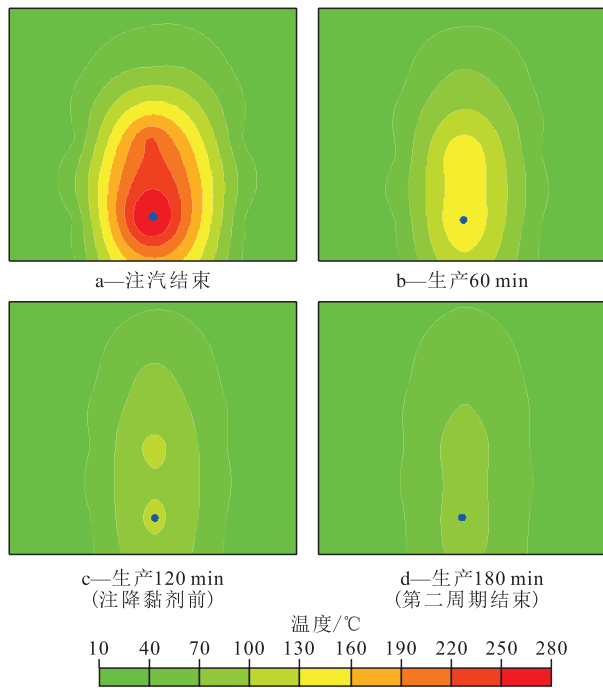 a—注汽结束
b—生产60 min
c—生产120 min
(注降黏剂前)
d—生产180 min
(第二周期结束)
温度/℃
10 40 70 100 130 160 190 220 250 280